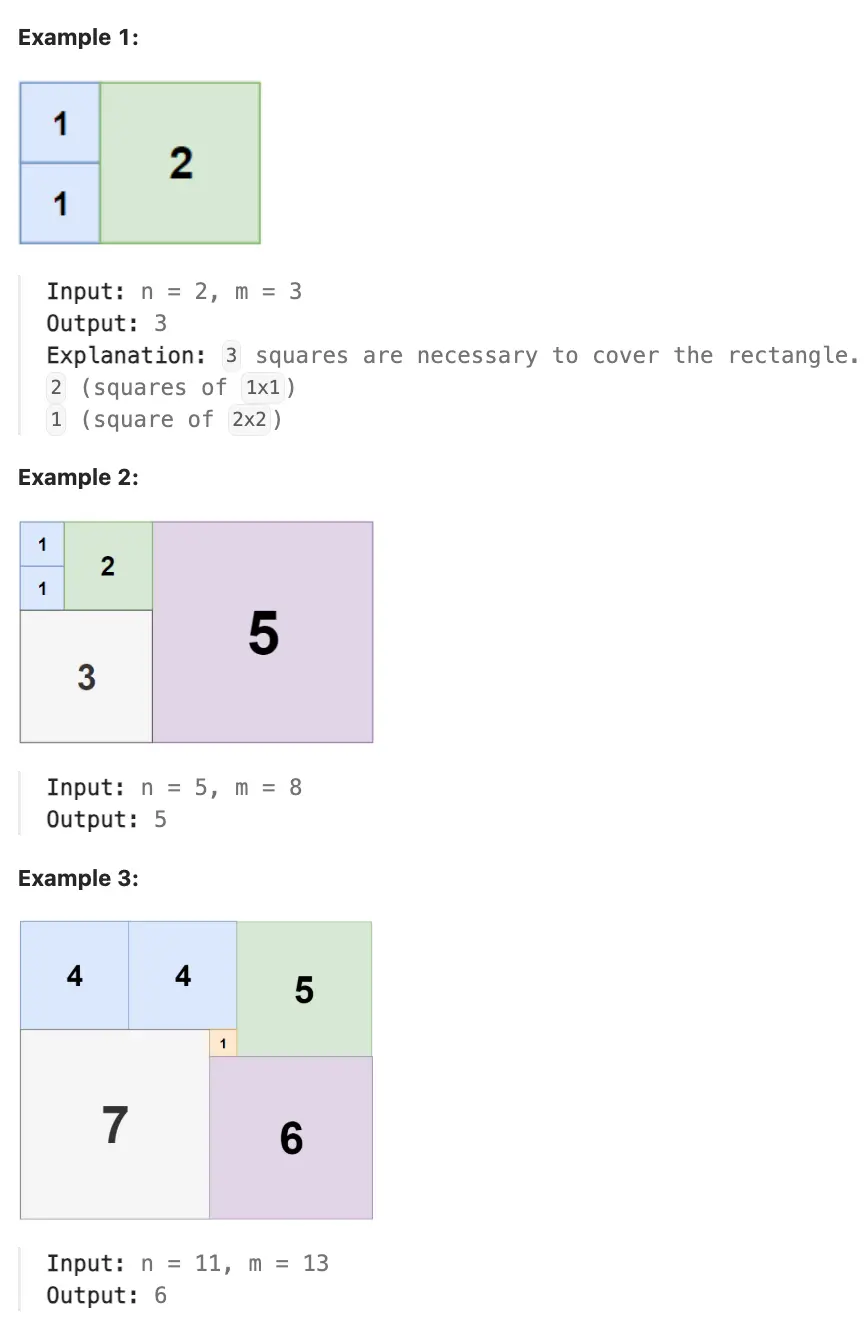 Example 1:
1
2
1
Input: n = 2, m = 3
Output: 3
Explanation: 3 squares are necessary to cover the rectangle.
2 (squares of 1x1)
1 (square of 2x2)
Example 2:
1
2
1
5
3
Input: n = 5, m = 8
Output: 5
Example 3:
4
4
5
1
7
6
Input: n = 11, m = 13
Output: 6